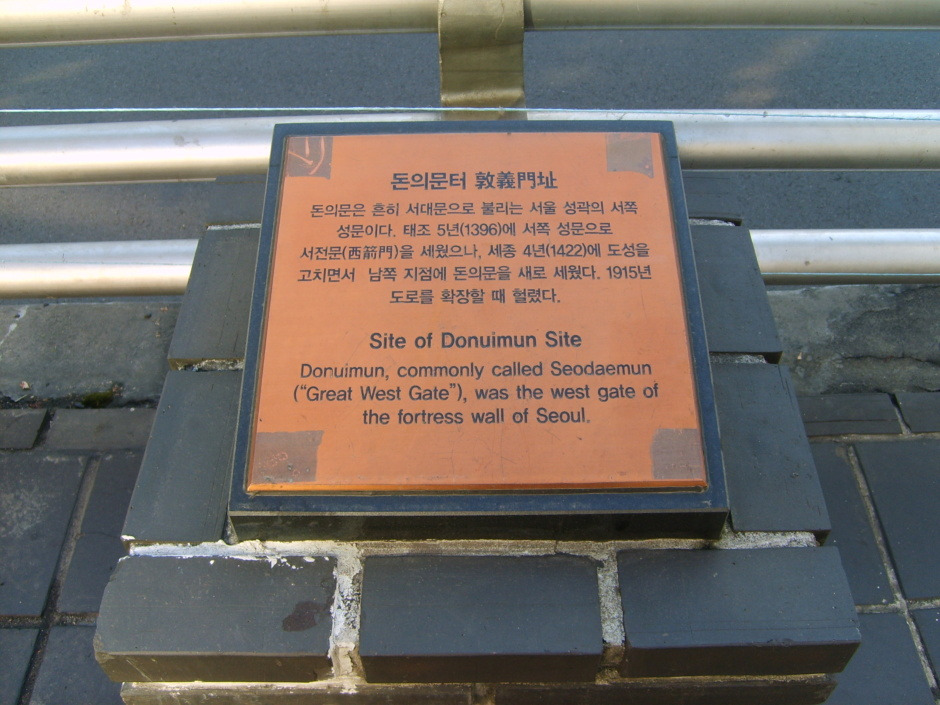 돈의문터 敦義門址
돈의문은 흔히 서대문으로 불리는 서울 성곽의 서쪽
성문이다. 태조 5년(1396)에 서쪽 성문으로
서전문(西箭門)을 세웠으나, 세종 4년(1422)에 도성을
고치면서 남쪽 지점에 돈의문을 새로 세웠다. 1915년
도로를 확장할 때 헐렸다.
Site of Donuimun Site
Donuimun, commonly called Seodaemun
("Great West Gate"), was the west gate of
the fortress wall of Seoul.